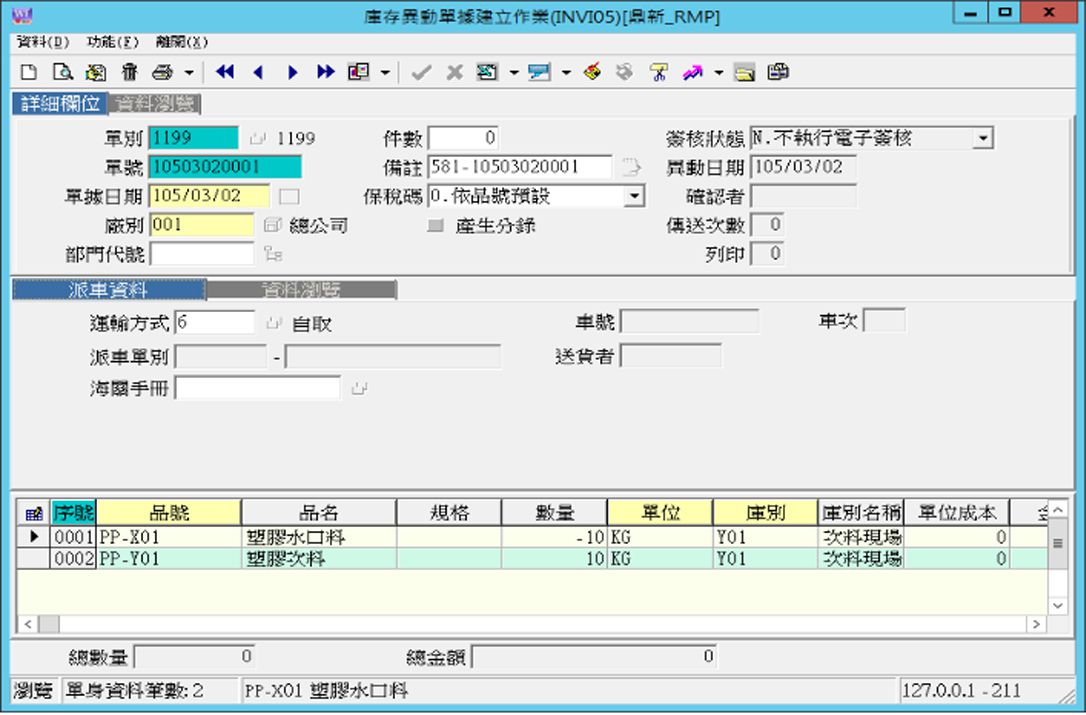 庫存異動單據建立作業(INVI05)[鼎新_RMP]
資料(D) 功能(F) 離開(X)
詳細欄位 資料瀏覽
單別 1199 1199 件數 0 簽核狀態 N.不執行電子簽核
單號 10503020001 備註 581-10503020001 異動日期 105/03/02
單據日期 105/03/02 保稅碼 0.依品號預設 確認者
廠別 001 總公司 產生分錄 傳送次數 0
部門代號 列印 0
派車資料 資料瀏覽
運輸方式 6 自取 車號 車次
派車單別 - 送貨者
海關手冊
序號 品號 品名 規格 數量 單位 庫別 庫別名稱 單位成本
0001 PP-X01 塑膠水口料 -10 KG Y01 次料現場 0
0002 PP-Y01 塑膠次料 10 KG Y01 次料現場 0
總數量 0 總金額 0
瀏覽 單身資料筆數: 2 PP-X01 塑膠水口料 127.0.0.1 - 211